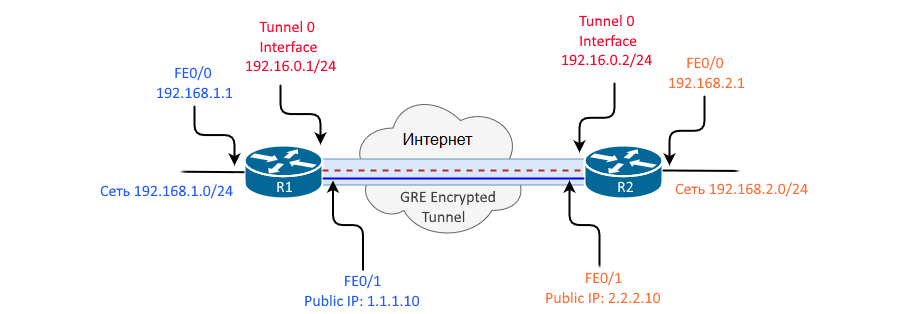 Tunnel 0
Interface
192.16.0.1/24
Tunnel 0
Interface
192.16.0.2/24
FE0/0
192.168.1.1
FE0/0
192.168.2.1
Интернет
R1
R2
Сеть 192.168.1.0/24
Сеть 192.168.2.0/24
GRE Encrypted
Tunnel
FE0/1
Public IP: 1.1.1.10
FE0/1
Public IP: 2.2.2.10